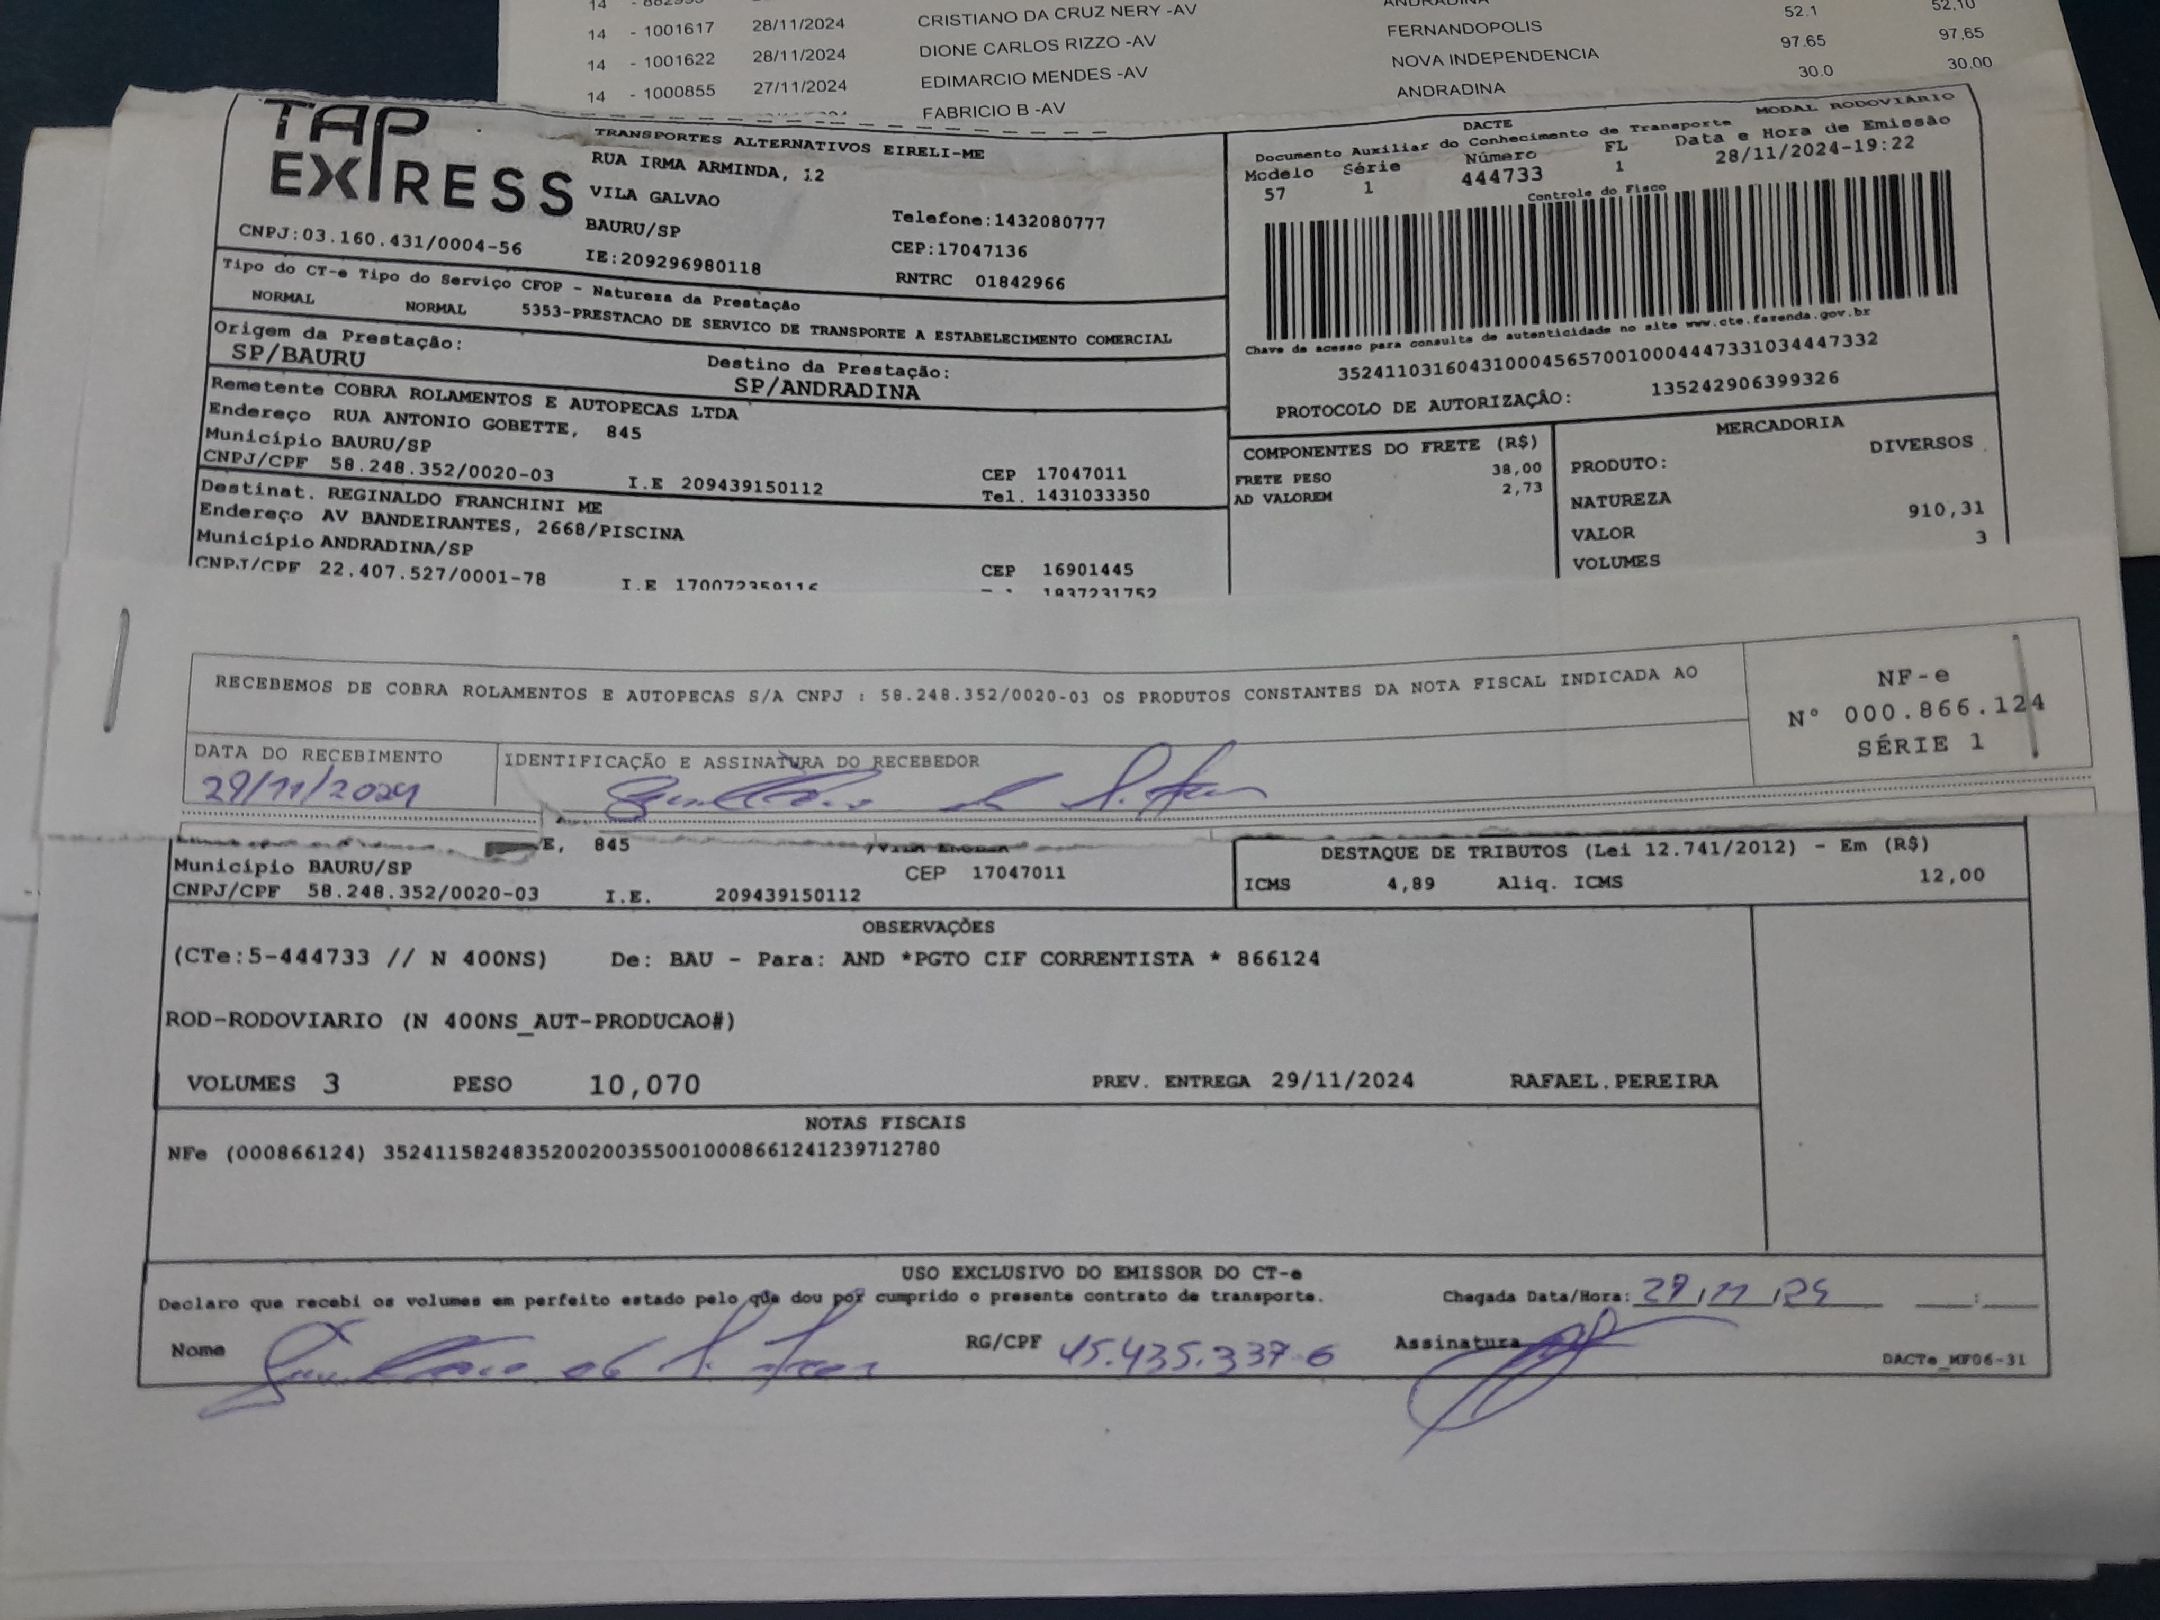 14 - 882995 ANDRADINA 52.1 52,10
14 - 1001617 28/11/2024 CRISTIANO DA CRUZ NERY -AV FERNANDOPOLIS 97.65 97,65
14 - 1001622 28/11/2024 DIONE CARLOS RIZZO -AV NOVA INDEPENDENCIA 30.0 30,00
14 - 1000855 27/11/2024 EDIMARCIO MENDES -AV ANDRADINA
FABRICIO B -AV
TAP EXPRESS
CNPJ:03.160.431/0004-56
TRANSPORTES ALTERNATIVOS EIRELI-ME
RUA IRMA ARMINDA, 12
VILA GALVAO
BAURU/SP
IE:209296980118
Telefone:1432080777
CEP:17047136
RNTRC 01842966
DACTE MODAL RODOVIÁRIO
Documento Auxiliar do Conhecimento de Transporte
Modelo Série Número FL Data e Hora de Emissão
57 1 444733 1 28/11/2024-19:22
Controle do Fisco
Chave de acesso para consulta de autenticidade no site www.cte.fazenda.gov.br
35241103160431000456570010004447331034447332
PROTOCOLO DE AUTORIZAÇÃO: 135242906399326
Tipo do CT-e Tipo do Serviço CFOP - Natureza da Prestação
NORMAL NORMAL 5353-PRESTACAO DE SERVICO DE TRANSPORTE A ESTABELECIMENTO COMERCIAL
Origem da Prestação: Destino da Prestação:
SP/BAURU SP/ANDRADINA
Remetente COBRA ROLAMENTOS E AUTOPECAS LTDA
Endereço RUA ANTONIO GOBETTE, 845
Município BAURU/SP CEP 17047011
CNPJ/CPF 58.248.352/0020-03 I.E 209439150112 Tel. 1431033350
Destinat. REGINALDO FRANCHINI ME
Endereço AV BANDEIRANTES, 2668/PISCINA
Município ANDRADINA/SP CEP 16901445
CNPJ/CPF 22.407.527/0001-78 I.E 170072359116 1837231752
COMPONENTES DO FRETE (R$)
FRETE PESO 38,00
AD VALOREM 2,73
MERCADORIA
PRODUTO: DIVERSOS
NATUREZA
VALOR 910,31
VOLUMES 3
RECEBEMOS DE COBRA ROLAMENTOS E AUTOPECAS S/A CNPJ : 58.248.352/0020-03 OS PRODUTOS CONSTANTES DA NOTA FISCAL INDICADA AO
NF-e
N° 000.866.124
SÉRIE 1
DATA DO RECEBIMENTO IDENTIFICAÇÃO E ASSINATURA DO RECEBEDOR
29/11/2024
E, 845
Município BAURU/SP CEP 17047011
CNPJ/CPF 58.248.352/0020-03 I.E. 209439150112
DESTAQUE DE TRIBUTOS (Lei 12.741/2012) - Em (R$)
ICMS 4,89 Aliq. ICMS 12,00
OBSERVAÇÕES
(CTe:5-444733 // N 400NS) De: BAU - Para: AND *PGTO CIF CORRENTISTA * 866124
ROD-RODOVIARIO (N 400NS_AUT-PRODUCAO#)
VOLUMES 3 PESO 10,070 PREV. ENTREGA 29/11/2024 RAFAEL.PEREIRA
NOTAS FISCAIS
NFe (000866124) 35241158248352002003550010008661241239712780
USO EXCLUSIVO DO EMISSOR DO CT-e
Declaro que recebi os volumes em perfeito estado pelo que dou por cumprido o presente contrato de transporte. Chegada Data/Hora: 29/11/24 :
Nome RG/CPF 45.435.337-6 Assinatura
DACTe_MF06-31